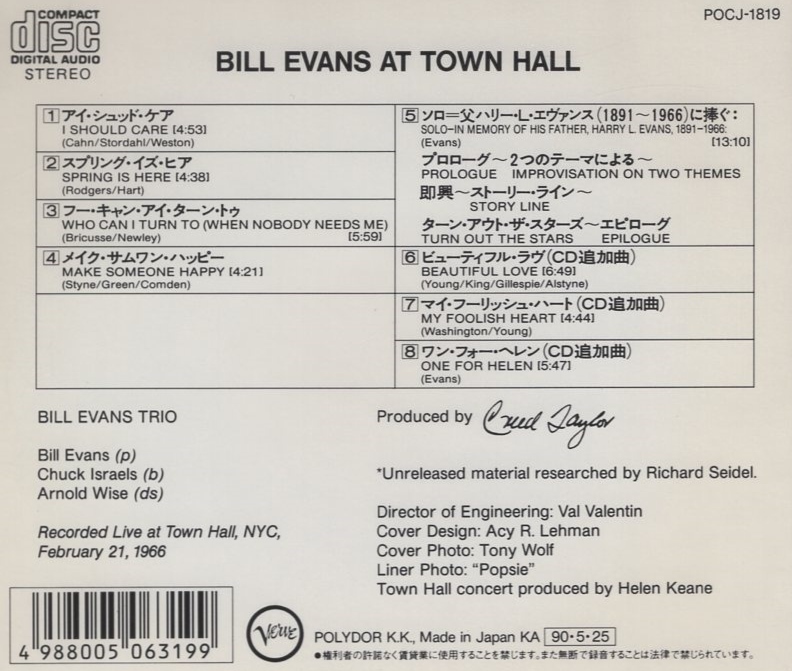 COMPACT
disc
DIGITAL AUDIO
STEREO
POCJ-1819
BILL EVANS AT TOWN HALL
1 アイ・シュッド・ケア
I SHOULD CARE [4:53]
(Cahn/Stordahl/Weston)
2 スプリング・イズ・ヒア
SPRING IS HERE [4:38]
(Rodgers/Hart)
3 フー・キャン・アイ・ターン・トゥ
WHO CAN I TURN TO (WHEN NOBODY NEEDS ME)
(Bricusse/Newley) [5:59]
4 メイク・サムワン・ハッピー
MAKE SOMEONE HAPPY [4:21]
(Styne/Green/Comden)
5 ソロ=父ハリー・L・エヴァンス(1891〜1966)に捧ぐ:
SOLO-IN MEMORY OF HIS FATHER, HARRY L. EVANS, 1891-1966:
(Evans) [13:10]
プロローグ〜2つのテーマによる〜
PROLOGUE IMPROVISATION ON TWO THEMES
即興〜ストーリー・ライン〜
STORY LINE
ターン・アウト・ザ・スターズ〜エピローグ
TURN OUT THE STARS EPILOGUE
6 ビューティフル・ラヴ(CD追加曲)
BEAUTIFUL LOVE [6:49]
(Young/King/Gillespie/Alstyne)
7 マイ・フーリッシュ・ハート(CD追加曲)
MY FOOLISH HEART [4:44]
(Washington/Young)
8 ワン・フォー・ヘレン(CD追加曲)
ONE FOR HELEN [5:47]
(Evans)
BILL EVANS TRIO
Bill Evans (p)
Chuck Israels (b)
Arnold Wise (ds)
Recorded Live at Town Hall, NYC,
February 21, 1966
Produced by Creed Taylor
*Unreleased material researched by Richard Seidel.
Director of Engineering: Val Valentin
Cover Design: Acy R. Lehman
Cover Photo: Tony Wolf
Liner Photo: “Popsie”
Town Hall concert produced by Helen Keane
4 988005 063199
Verve
POLYDOR K.K., Made in Japan KA 90・5・25
●権利者の許諾なく賃貸業に使用することを禁じます。また無断で録音することは法律で禁じられています。